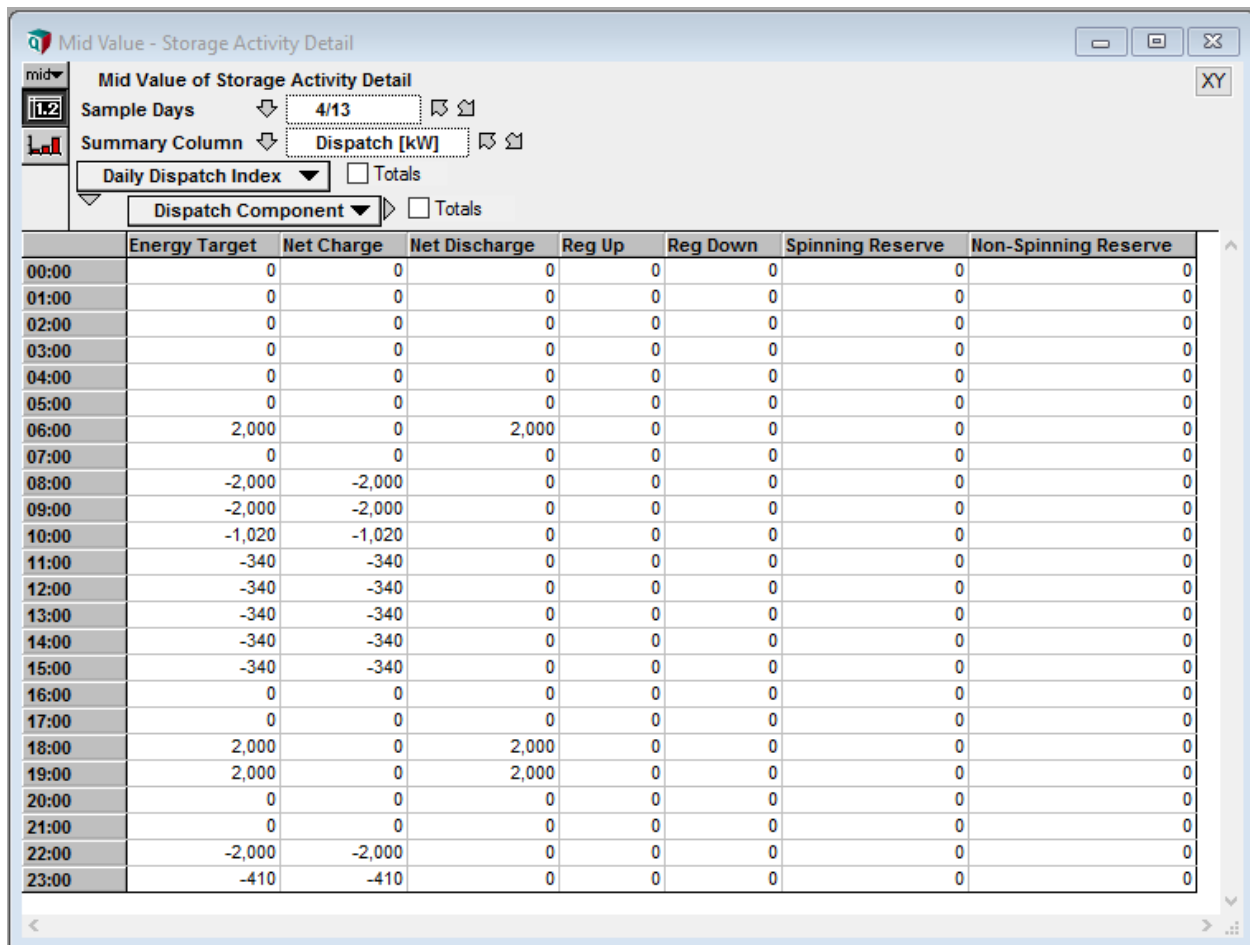 Mid Value - Storage Activity Detail
mid
Mid Value of Storage Activity Detail
XY
1.2
Sample Days 4/13
Summary Column Dispatch [kW]
Daily Dispatch Index Totals
Dispatch Component Totals
Energy Target Net Charge Net Discharge Reg Up Reg Down Spinning Reserve Non-Spinning Reserve
00:00 0 0 0 0 0 0 0
01:00 0 0 0 0 0 0 0
02:00 0 0 0 0 0 0 0
03:00 0 0 0 0 0 0 0
04:00 0 0 0 0 0 0 0
05:00 0 0 0 0 0 0 0
06:00 2,000 0 2,000 0 0 0 0
07:00 0 0 0 0 0 0 0
08:00 -2,000 -2,000 0 0 0 0 0
09:00 -2,000 -2,000 0 0 0 0 0
10:00 -1,020 -1,020 0 0 0 0 0
11:00 -340 -340 0 0 0 0 0
12:00 -340 -340 0 0 0 0 0
13:00 -340 -340 0 0 0 0 0
14:00 -340 -340 0 0 0 0 0
15:00 -340 -340 0 0 0 0 0
16:00 0 0 0 0 0 0 0
17:00 0 0 0 0 0 0 0
18:00 2,000 0 2,000 0 0 0 0
19:00 2,000 0 2,000 0 0 0 0
20:00 0 0 0 0 0 0 0
21:00 0 0 0 0 0 0 0
22:00 -2,000 -2,000 0 0 0 0 0
23:00 -410 -410 0 0 0 0 0